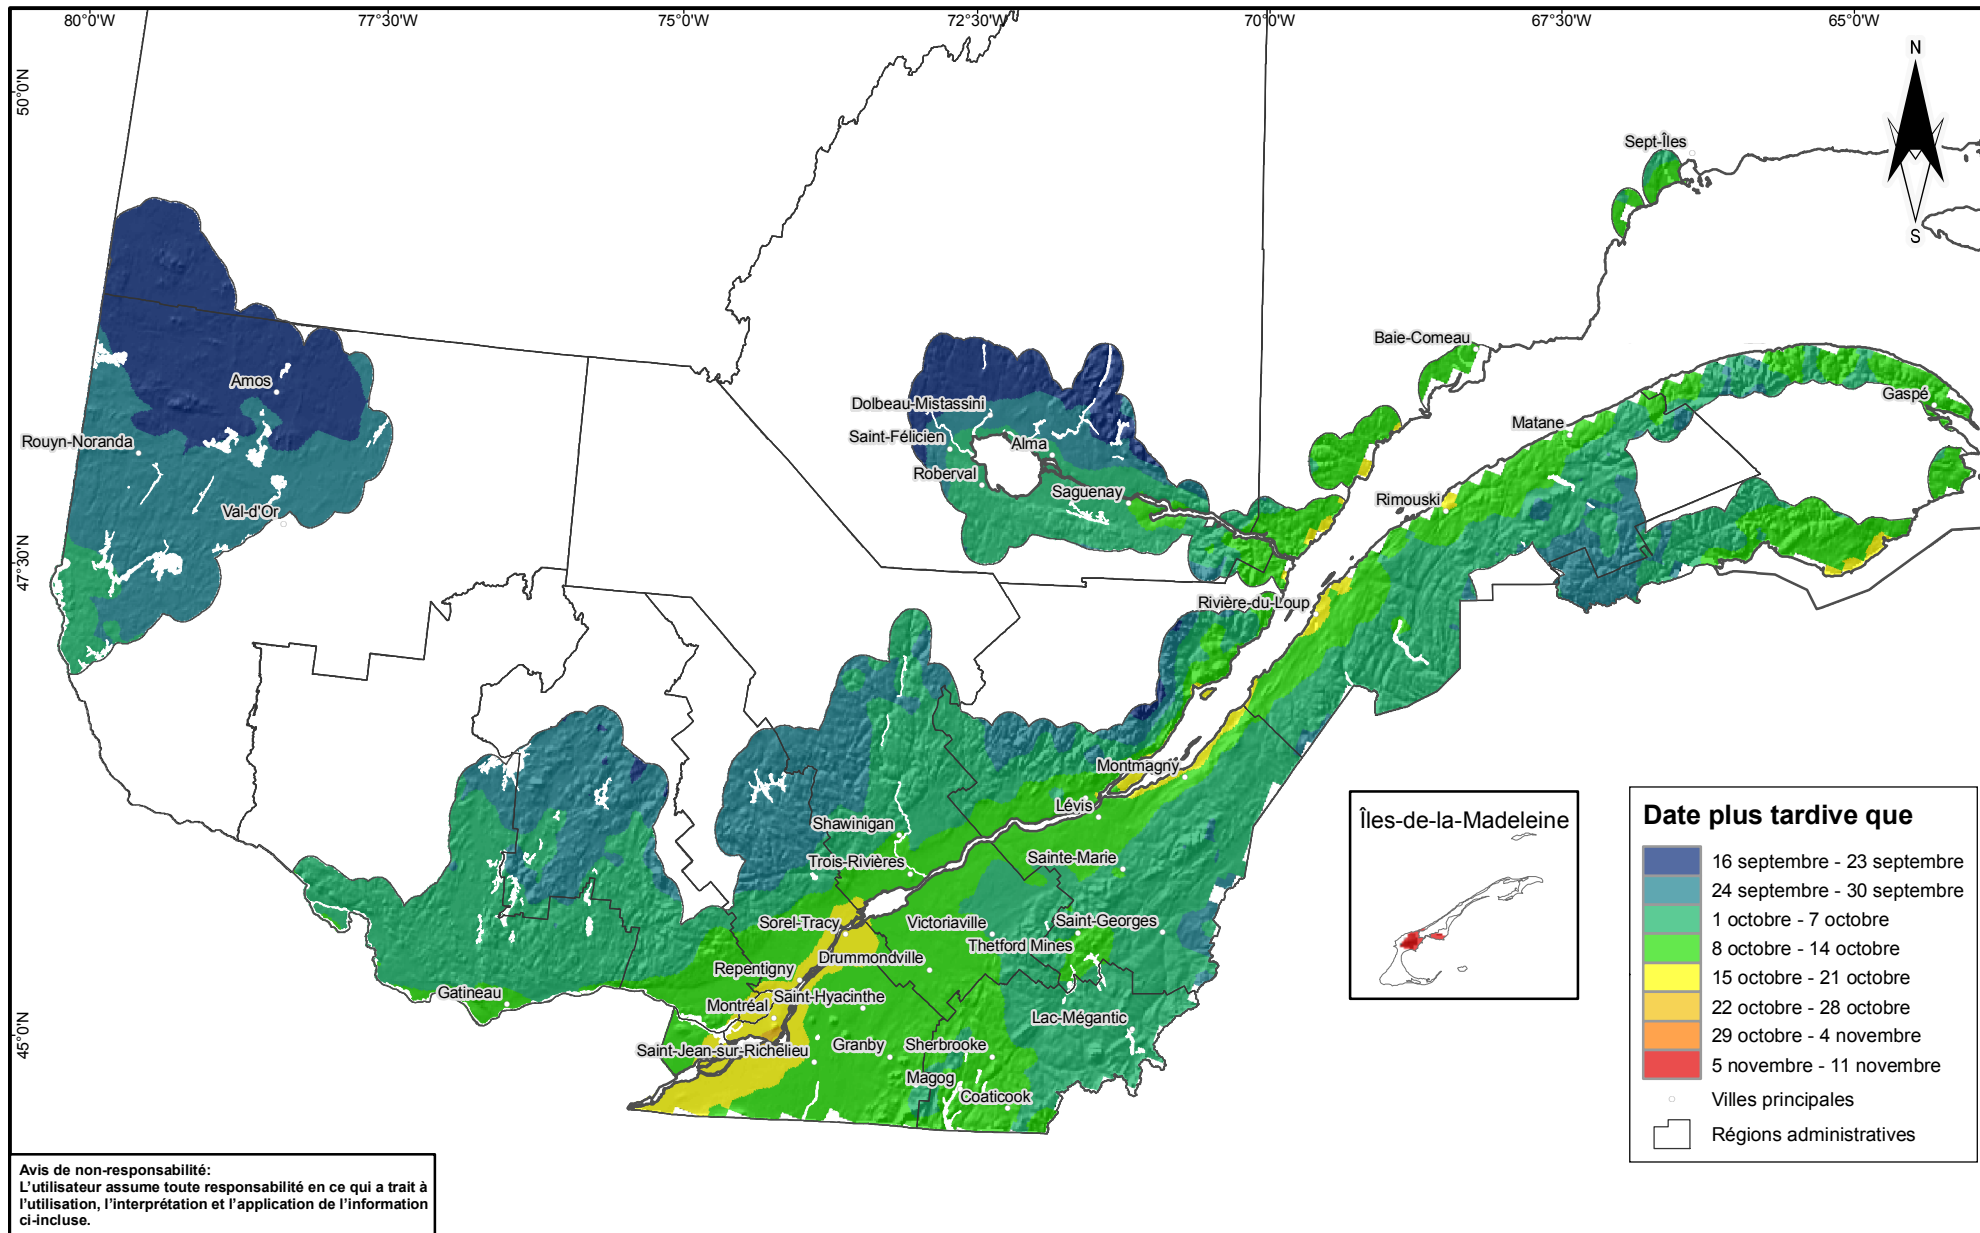 80°0'W 77°30'W 75°0'W 72°30'W 70°0'W 67°30'W 65°0'W
50°0'N
47°30'N
45°0'N
N
S
Sept-Îles
Baie-Comeau
Amos
Dolbeau-Mistassini
Gaspé
Matane
Rouyn-Noranda
Saint-Félicien
Alma
Roberval
Saguenay
Rimouski
Val-d'Or
Rivière-du-Loup
Montmagny
Lévis
Shawinigan
Trois-Rivières
Sainte-Marie
Sorel-Tracy
Victoriaville
Saint-Georges
Thetford Mines
Drummondville
Repentigny
Gatineau
Montréal
Saint-Hyacinthe
Lac-Mégantic
Saint-Jean-sur-Richelieu
Granby
Sherbrooke
Magog
Coaticook
Îles-de-la-Madeleine
Date plus tardive que
16 septembre - 23 septembre
24 septembre - 30 septembre
1 octobre - 7 octobre
8 octobre - 14 octobre
15 octobre - 21 octobre
22 octobre - 28 octobre
29 octobre - 4 novembre
5 novembre - 11 novembre
Villes principales
Régions administratives
Avis de non-responsabilité:
L'utilisateur assume toute responsabilité en ce qui a trait à
l'utilisation, l'interprétation et l'application de l'information
ci-incluse.